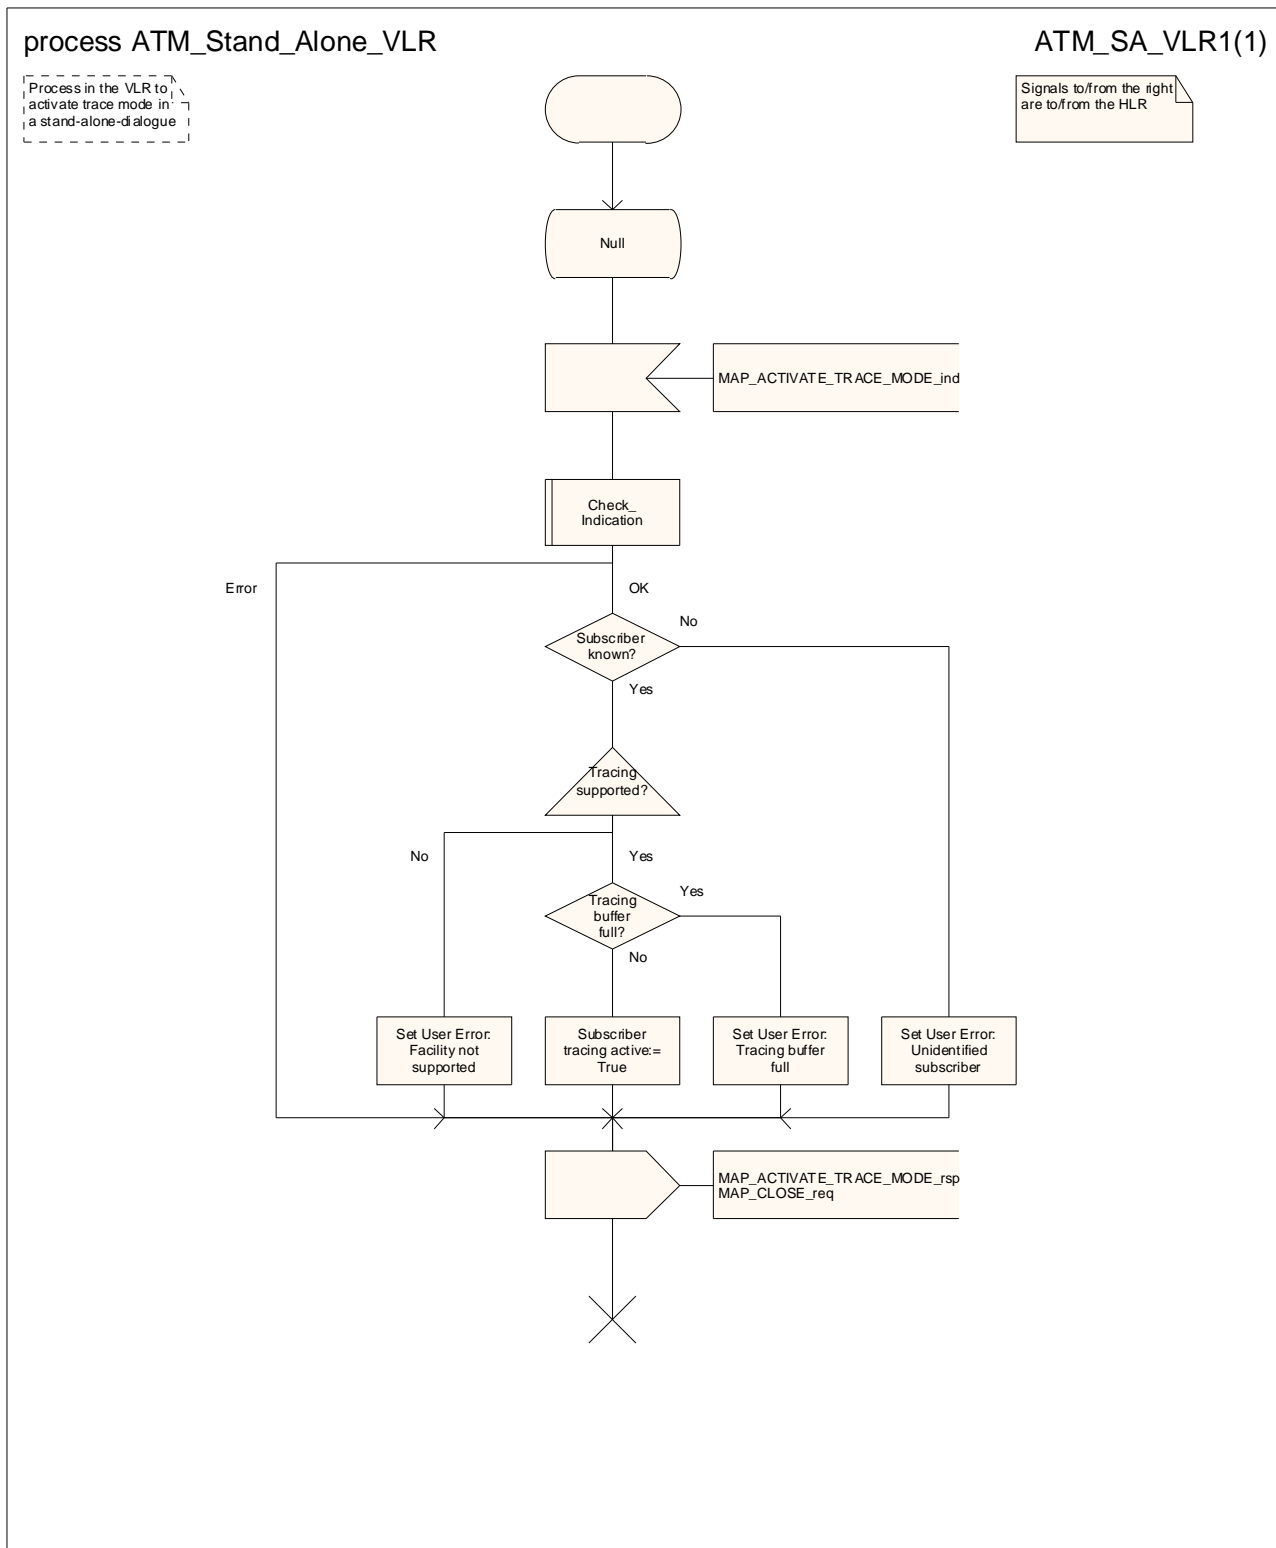 process ATM_Stand_Alone_VLR
ATM_SA_VLR1(1)
Process in the VLR to
activate trace mode in
a stand-alone-dialogue
Signals to/from the right
are to/from the HLR
Null
MAP_ACTIVATE_TRACE_MODE_ind
Check_
Indication
Error
OK
No
Subscriber
known?
Yes
Tracing
supported?
No
Yes
Yes
Tracing
buffer
full?
No
Set User Error:
Facility not
supported
Subscriber
tracing active:=
True
Set User Error:
Tracing buffer
full
Set User Error:
Unidentified
subscriber
MAP_ACTIVATE_TRACE_MODE_rsp
MAP_CLOSE_req